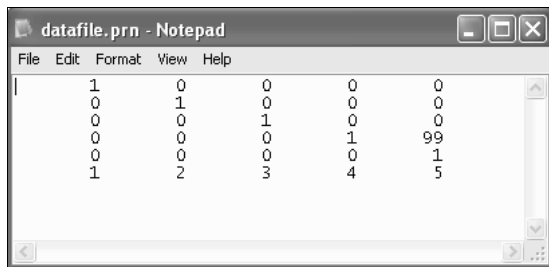 datafile.prn - Notepad
File Edit Format View Help
1 0 0 0 0
0 1 0 0 0
0 0 1 0 0
0 0 0 1 99
0 0 0 0 1
1 2 3 4 5